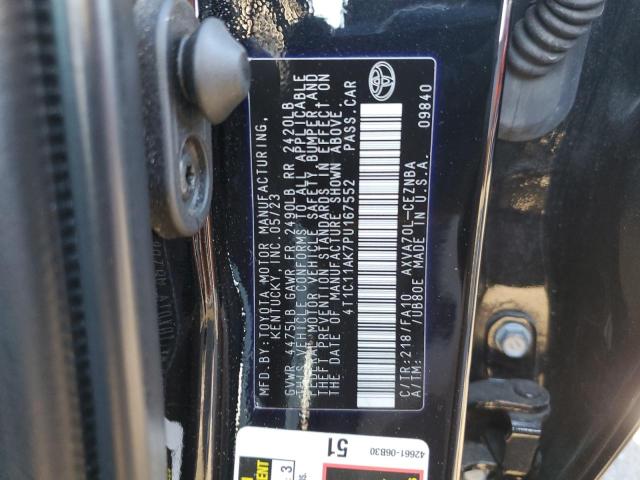 MFD.BY: TOYOTA MOTOR MANUFACTURING,
KENTUCKY, INC. 05/23
GVWR 4475LB GAWR FR 2490LB RR 2420LB
THIS VEHICLE CONFORMS TO ALL APPLICABLE
FEDERAL MOTOR VEHICLE SAFETY, BUMPER AND
THEFT PREVENTION STANDARDS IN EFFECT ON
THE DATE OF MANUFACTURE SHOWN ABOVE.
4T1C11AK7PU167552 PASS.CAR
C/TR:218/FA10 AXVA70L-CEZNBA
A/TM: /UB80E MADE IN U.S.A. 09840
51
42661-06B30
3